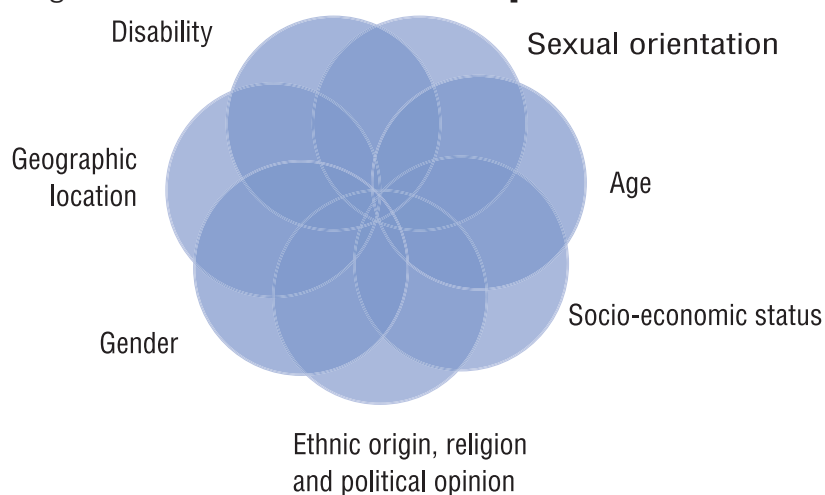 Disability
Sexual orientation
Geographic
location
Age
Socio-economic status
Gender
Ethnic origin, religion
and political opinion